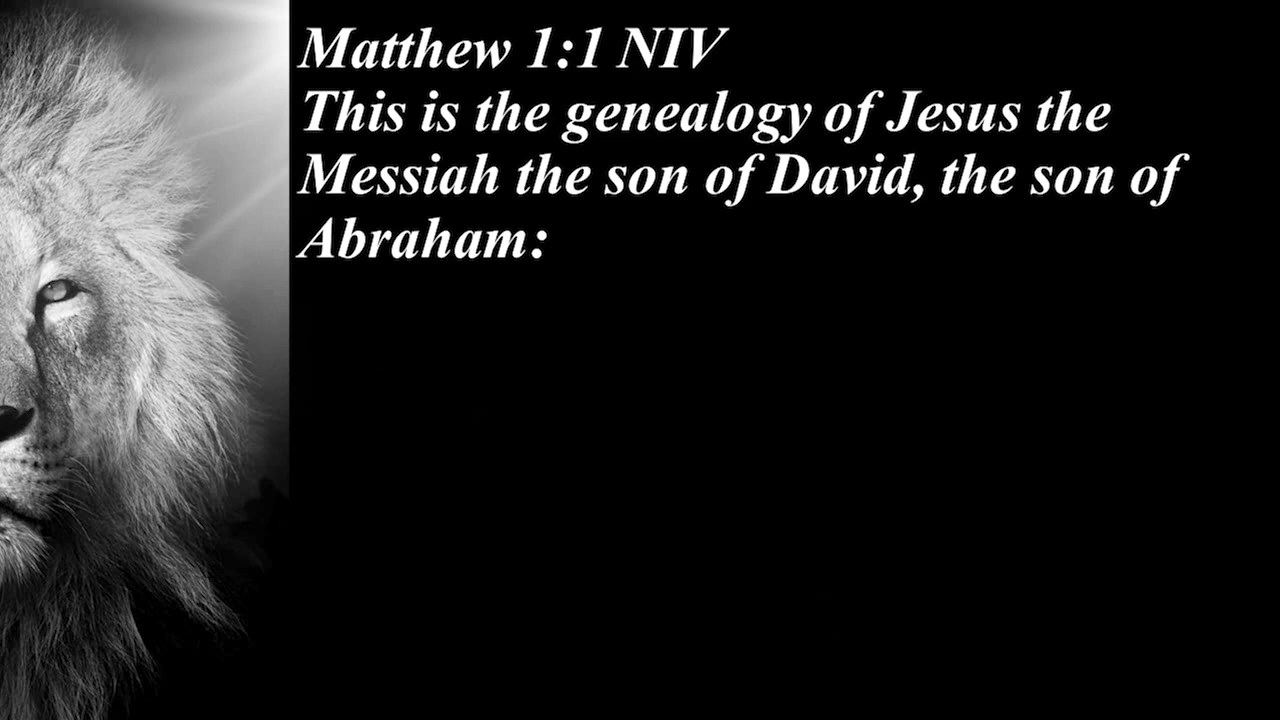 Matthew 1:1 NIV
This is the genealogy of Jesus the
Messiah the son of David, the son of
Abraham: